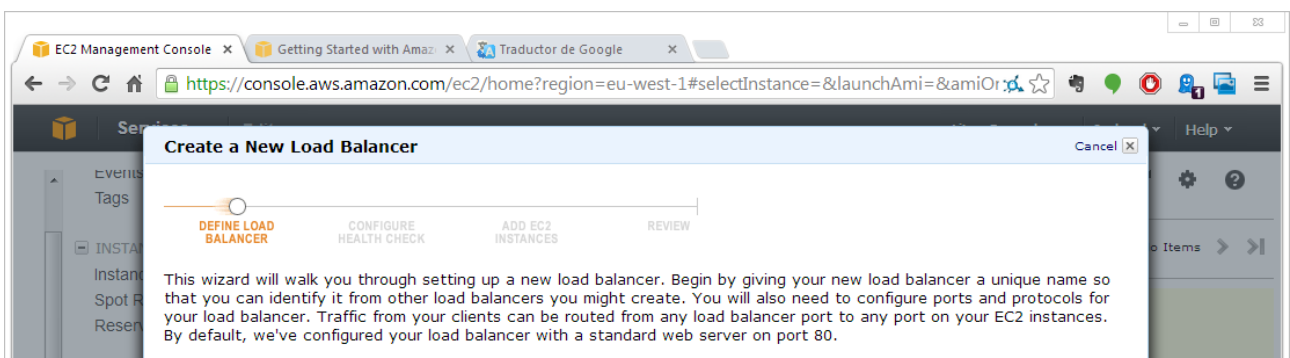 EC2 Management Console
Getting Started with Amaz
Traductor de Google
https://console.aws.amazon.com/ec2/home?region=eu-west-1#selectInstance=&launchAmi=&amiOr
1
Help
Create a New Load Balancer
Cancel
Events
Tags
DEFINE LOAD
BALANCER
CONFIGURE
HEALTH CHECK
ADD EC2
INSTANCES
REVIEW
INSTAN
Items
Instanc
Spot R
Reserv
This wizard will walk you through setting up a new load balancer. Begin by giving your new load balancer a unique name so
that you can identify it from other load balancers you might create. You will also need to configure ports and protocols for
your load balancer. Traffic from your clients can be routed from any load balancer port to any port on your EC2 instances.
By default, we've configured your load balancer with a standard web server on port 80.